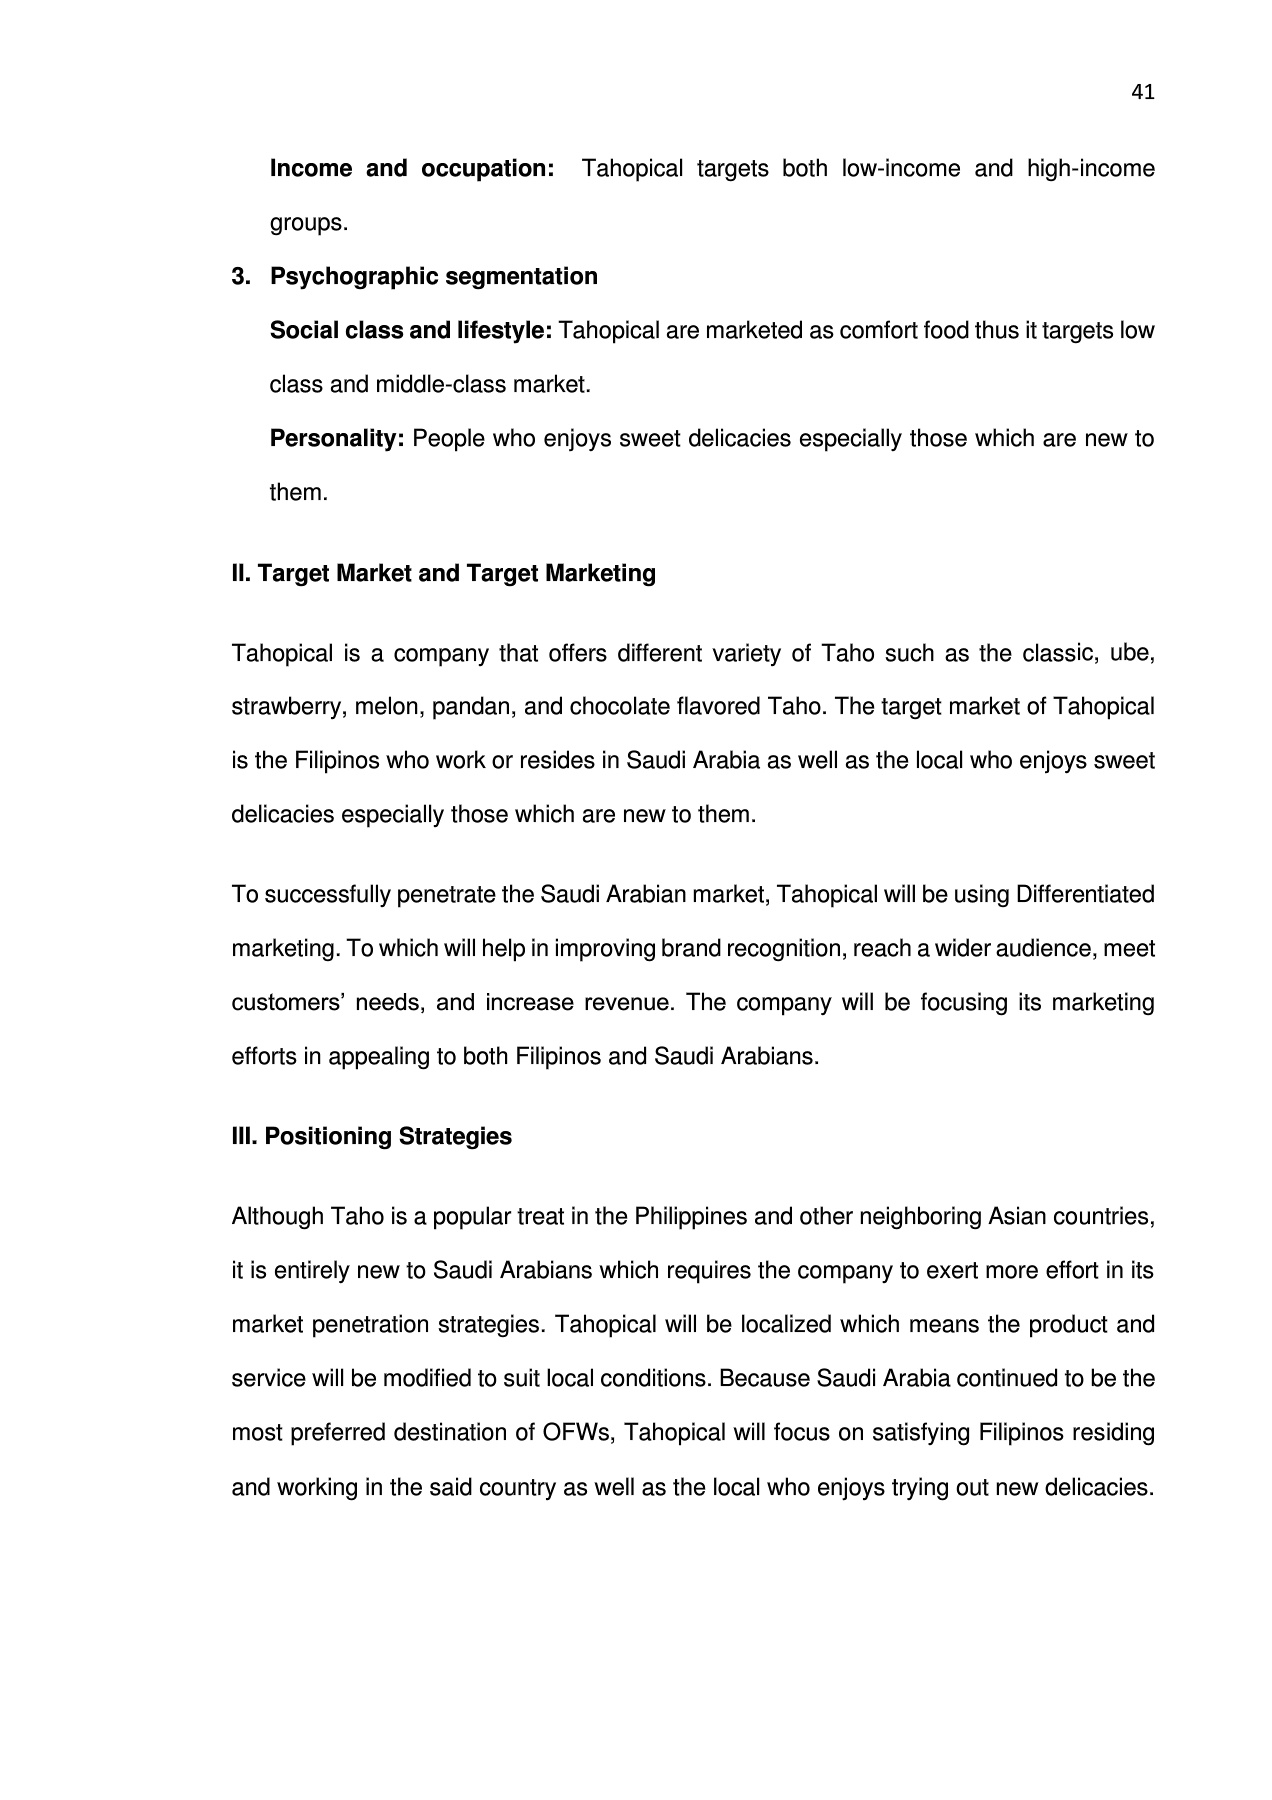 41
Income and occupation: Tahopical targets both low-income and high-income
groups.
3. Psychographic segmentation
Social class and lifestyle: Tahopical are marketed as comfort food thus it targets low
class and middle-class market.
Personality: People who enjoys sweet delicacies especially those which are new to
them.
II. Target Market and Target Marketing
Tahopical is a company that offers different variety of Taho such as the classic, ube,
strawberry, melon, pandan, and chocolate flavored Taho. The target market of Tahopical
is the Filipinos who work or resides in Saudi Arabia as well as the local who enjoys sweet
delicacies especially those which are new to them.
To successfully penetrate the Saudi Arabian market, Tahopical will be using Differentiated
marketing. To which will help in improving brand recognition, reach a wider audience, meet
customers’ needs, and increase revenue. The company will be focusing its marketing
efforts in appealing to both Filipinos and Saudi Arabians.
III. Positioning Strategies
Although Taho is a popular treat in the Philippines and other neighboring Asian countries,
it is entirely new to Saudi Arabians which requires the company to exert more effort in its
market penetration strategies. Tahopical will be localized which means the product and
service will be modified to suit local conditions. Because Saudi Arabia continued to be the
most preferred destination of OFWs, Tahopical will focus on satisfying Filipinos residing
and working in the said country as well as the local who enjoys trying out new delicacies.